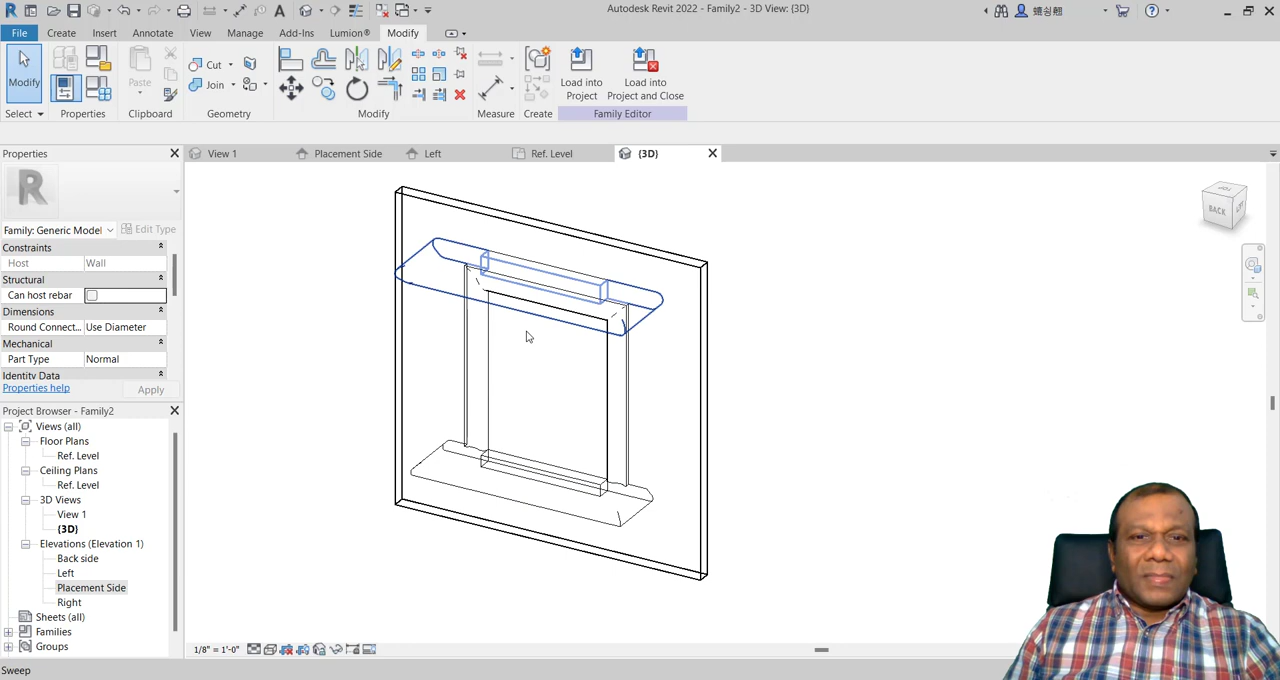 Autodesk Revit 2022 - Family2 - 3D View: {3D}
File Create Insert Annotate View Manage Add-Ins Lumion® Modify
Modify Paste Cut Join Load into Project Load into Project and Close
Select Properties Clipboard Geometry Modify Measure Create Family Editor
Properties
View 1 Placement Side Left Ref. Level {3D}
R
Family: Generic Model Edit Type
Constraints
Host Wall
Structural
Can host rebar
Dimensions
Round Connect... Use Diameter
Mechanical
Part Type Normal
Identity Data
Properties help Apply
Project Browser - Family2
Views (all)
Floor Plans
Ref. Level
Ceiling Plans
Ref. Level
3D Views
View 1
{3D}
Elevations (Elevation 1)
Back side
Left
Placement Side
Right
Sheets (all)
Families
Groups
BACK
1/8" = 1'-0"
Sweep